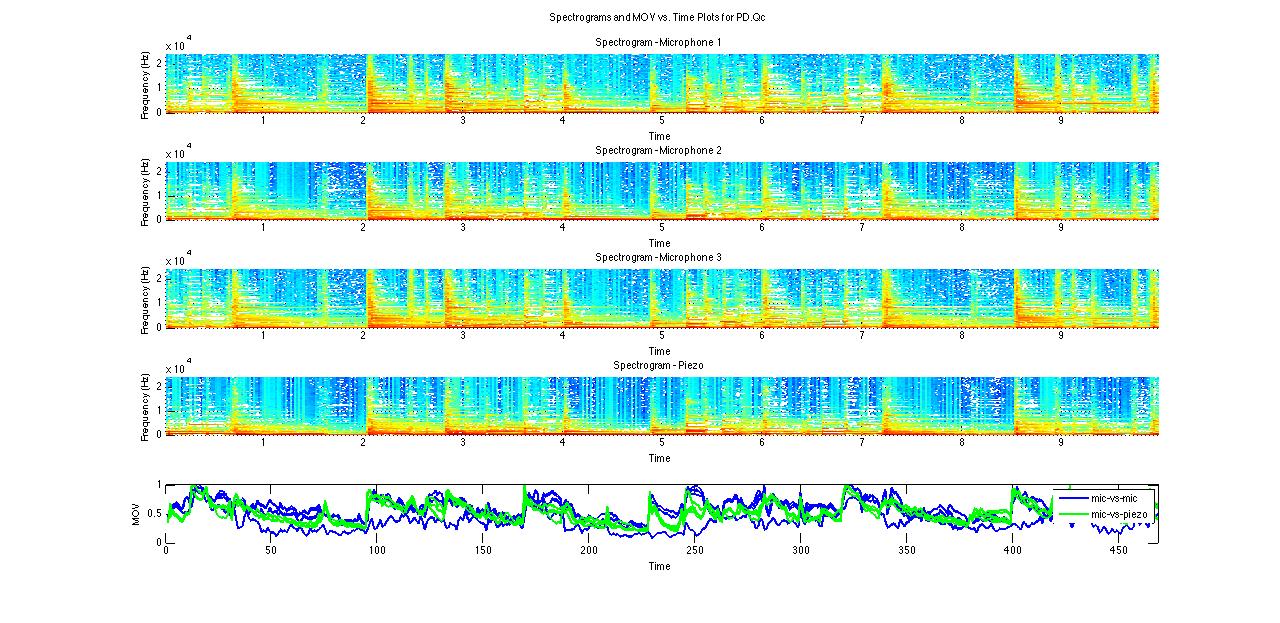 Spectrograms and MOV vs. Time Plots for PD.Qc
x 10 4
Spectrogram - Microphone 1
Frequency (Hz)
2
1
0
1 2 3 4 5 6 7 8 9
Time
x 10 4
Spectrogram - Microphone 2
Frequency (Hz)
2
1
0
1 2 3 4 5 6 7 8 9
Time
x 10 4
Spectrogram - Microphone 3
Frequency (Hz)
2
1
0
1 2 3 4 5 6 7 8 9
Time
x 10 4
Spectrogram - Piezo
Frequency (Hz)
2
1
0
1 2 3 4 5 6 7 8 9
Time
MOV
1
0.5
0
mic-vs-mic
mic-vs-piezo
0 50 100 150 200 250 300 350 400 450
Time